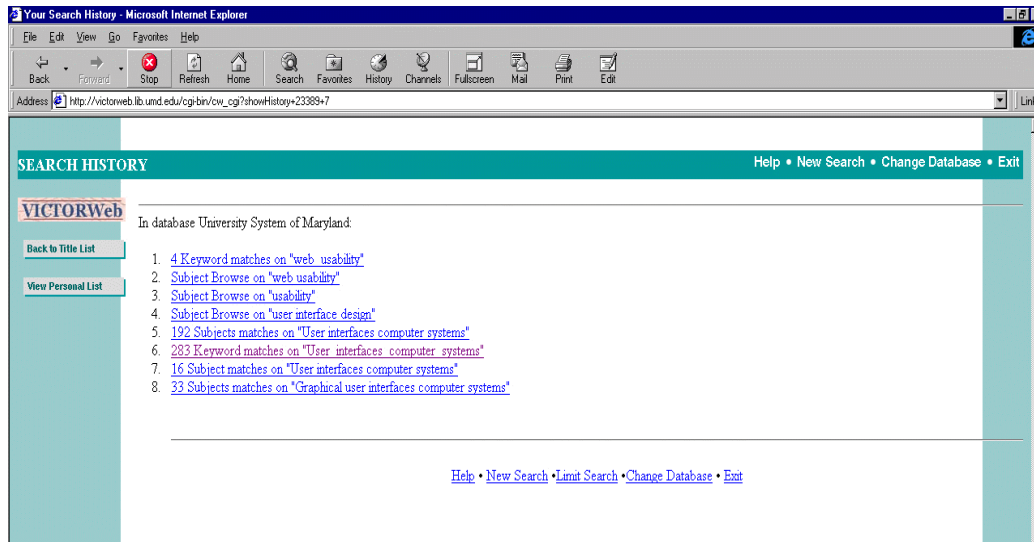 Your Search History - Microsoft Internet Explorer
File Edit View Go Favorites Help
Back Forward Stop Refresh Home Search Favorites History Channels Fullscreen Mail Print Edit
Address http://victorweb.lib.umd.edu/cgi-bin/cw_cgi?showHistory+23389+7
SEARCH HISTORY Help • New Search • Change Database • Exit
VICTORWeb
In database University System of Maryland:
Back to Title List
View Personal List
1. 4 Keyword matches on "web usability"
2. Subject Browse on "web usability"
3. Subject Browse on "usability"
4. Subject Browse on "user interface design"
5. 192 Subjects matches on "User interfaces computer systems"
6. 283 Keyword matches on "User interfaces computer systems"
7. 16 Subject matches on "User interfaces computer systems"
8. 33 Subjects matches on "Graphical user interfaces computer systems"
Help • New Search •Limit Search •Change Database • Exit